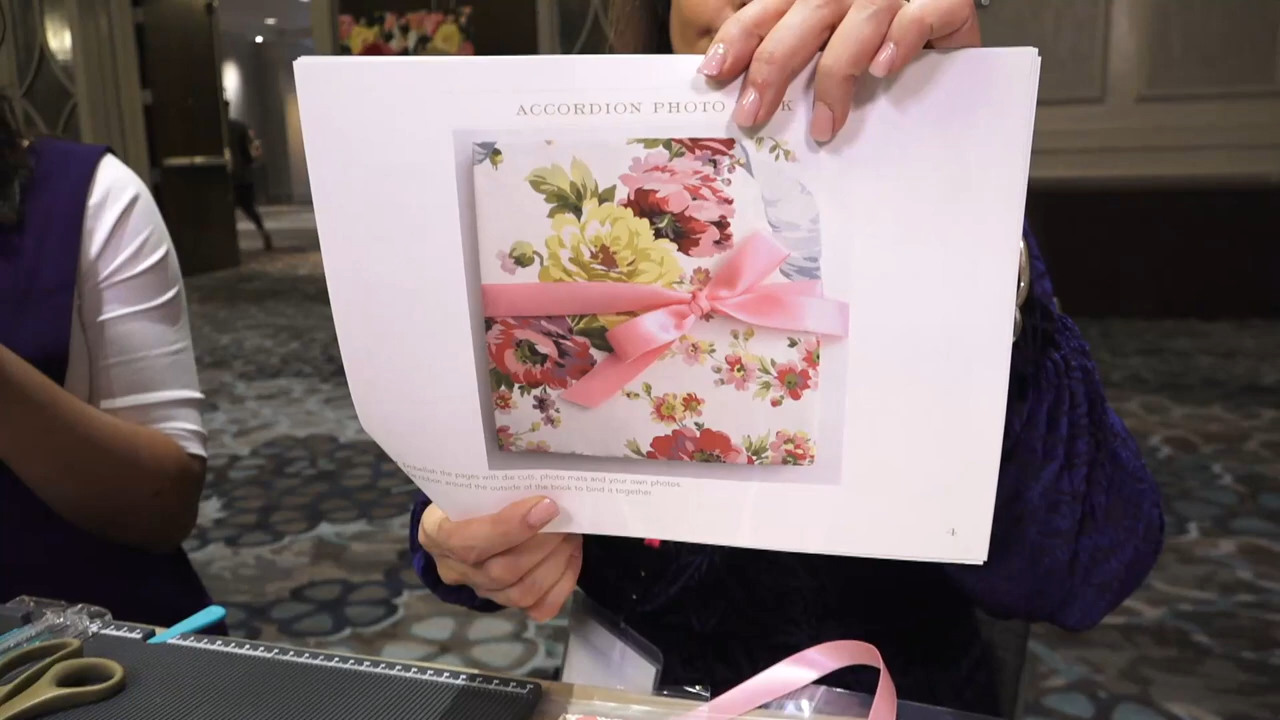 ACCORDION PHOTO K
Embellish the pages with die cuts, photo mats and your own photos.
ribbon around the outside of the book to bind it together.
4